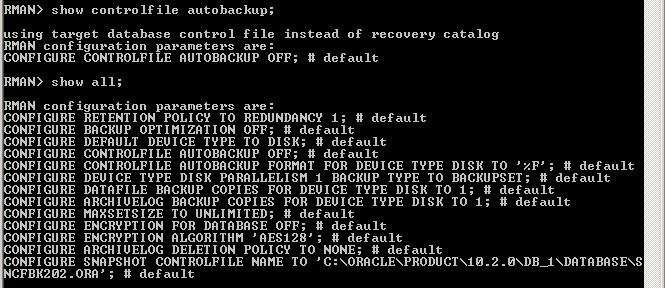 RMAN> show controlfile autobackup;
using target database control file instead of recovery catalog
RMAN configuration parameters are:
CONFIGURE CONTROLFILE AUTOBACKUP OFF; # default
RMAN> show all;
RMAN configuration parameters are:
CONFIGURE RETENTION POLICY TO REDUNDANCY 1; # default
CONFIGURE BACKUP OPTIMIZATION OFF; # default
CONFIGURE DEFAULT DEVICE TYPE TO DISK; # default
CONFIGURE CONTROLFILE AUTOBACKUP OFF; # default
CONFIGURE CONTROLFILE AUTOBACKUP FORMAT FOR DEVICE TYPE DISK TO '%F'; # default
CONFIGURE DEVICE TYPE DISK PARALLELISM 1 BACKUP TYPE TO BACKUPSET; # default
CONFIGURE DATAFILE BACKUP COPIES FOR DEVICE TYPE DISK TO 1; # default
CONFIGURE ARCHIVELOG BACKUP COPIES FOR DEVICE TYPE DISK TO 1; # default
CONFIGURE MAXSETSIZE TO UNLIMITED; # default
CONFIGURE ENCRYPTION FOR DATABASE OFF; # default
CONFIGURE ENCRYPTION ALGORITHM 'AES128'; # default
CONFIGURE ARCHIVELOG DELETION POLICY TO NONE; # default
CONFIGURE SNAPSHOT CONTROLFILE NAME TO 'C:\ORACLE\PRODUCT\10.2.0\DB_1\DATABASE\S
NCFBK202.ORA'; # default